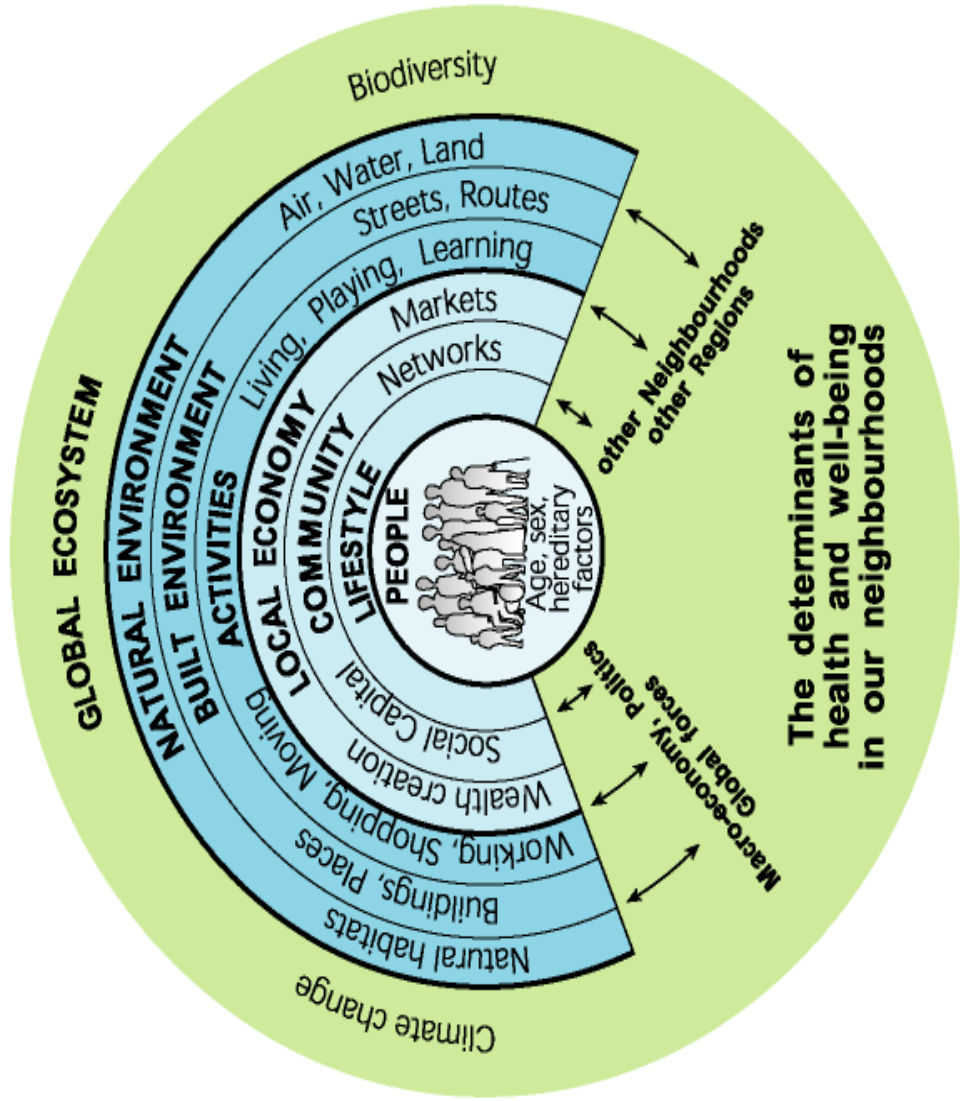 GLOBAL ECOSYSTEM
NATURAL ENVIRONMENT
BUILT ENVIRONMENT
ACTIVITIES
LOCAL ECONOMY
COMMUNITY
LIFESTYLE
PEOPLE
Age, sex,
hereditary
factors
Climate change
Biodiversity
Natural habitats
Air, Water, Land
Buildings, Places
Streets, Routes
Working, Shopping, Moving
Living, Playing, Learning
Wealth creation
Markets
Social Capital
Networks
Macro-economy, Politics
Global forces
other Neighbourhoods
other Regions
The determinants of
health and well-being
in our neighbourhoods